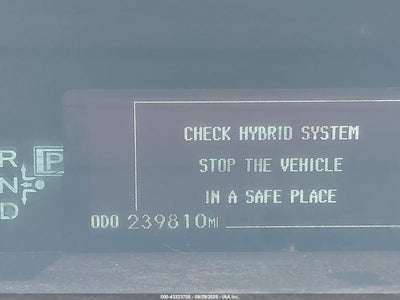 CHECK HYBRID SYSTEM
STOP THE VEHICLE
IN A SAFE PLACE
R P
N
D
ODO 239810MI